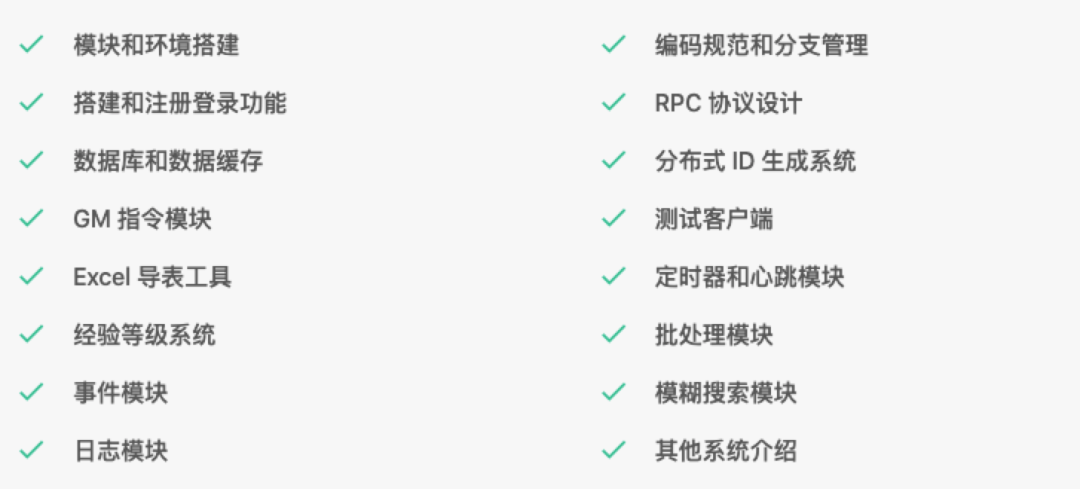 模块和环境搭建
编码规范和分支管理
搭建和注册登录功能
RPC 协议设计
数据库和数据缓存
分布式 ID 生成系统
GM 指令模块
测试客户端
Excel 导表工具
定时器和心跳模块
经验等级系统
批处理模块
事件模块
模糊搜索模块
日志模块
其他系统介绍